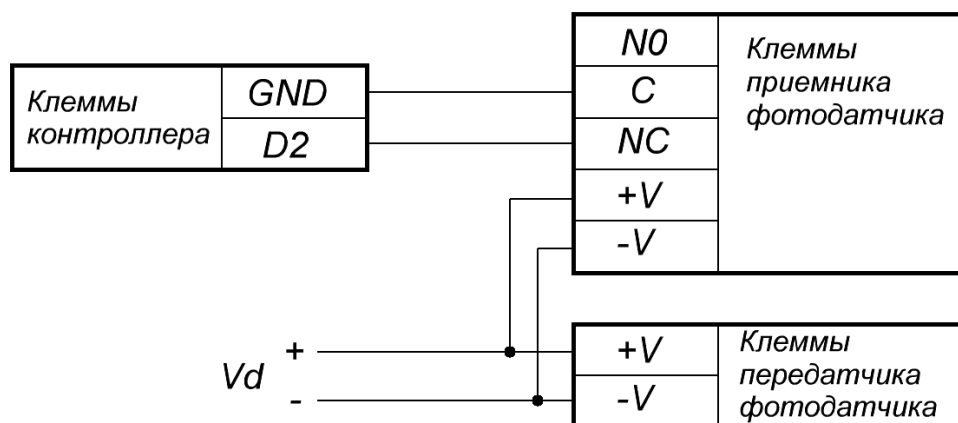 Клеммы
контроллера
GND
D2
N0
C
NC
+V
-V
Клеммы
приемника
фотодатчика
Vd
+
-
+V
-V
Клеммы
передатчика
фотодатчика